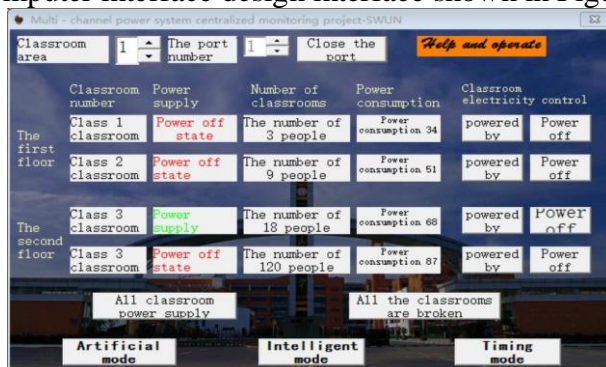 mputer interface design interface shown in Fig
Multi - channel power system centralized monitoring project-SWUN
Classroom area 1 The port number 1 Close the port Help and operate
Classroom number Power supply Number of classrooms Power consumption Classroom electricity control
The first floor
Class 1 classroom Power off state The number of 3 people Power consumption 34 powered by Power off
Class 2 classroom Power off state The number of 9 people Power consumption 51 powered by Power off
The second floor
Class 3 classroom Power supply The number of 18 people Power consumption 68 powered by Power off
Class 3 classroom Power off state The number of 120 people Power consumption 87 powered by Power off
All classroom power supply All the classrooms are broken
Artificial mode Intelligent mode Timing mode